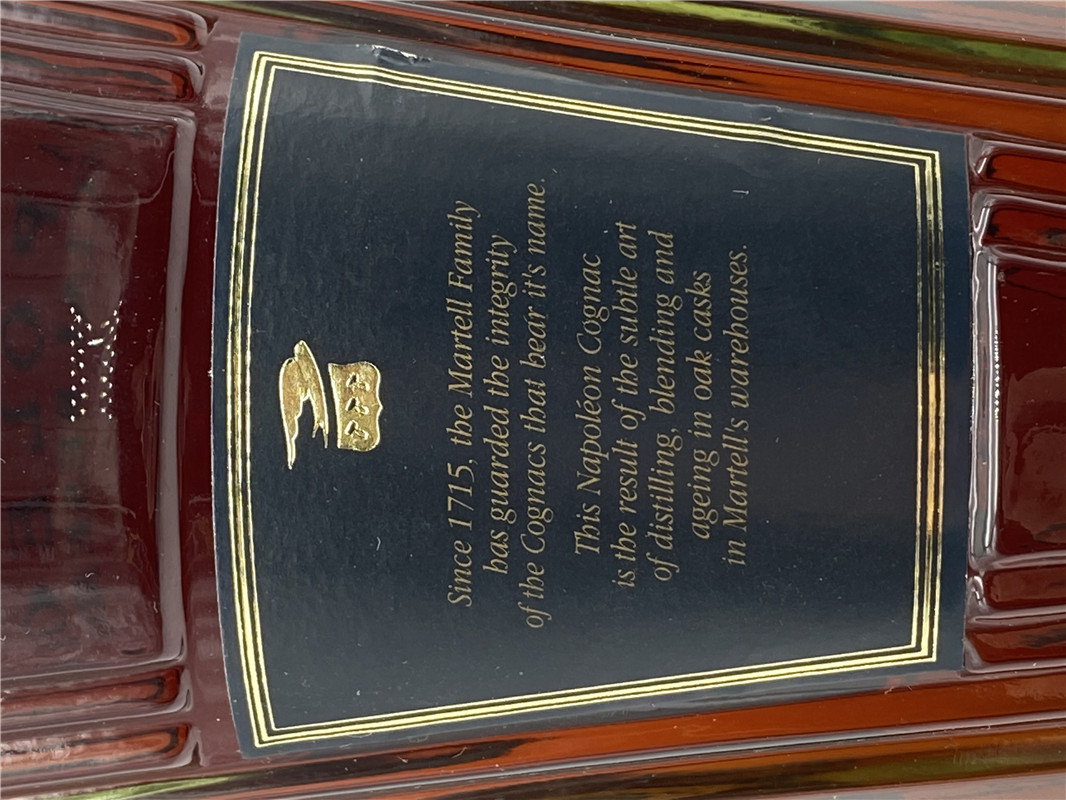 Since 1715, the Martell Family
has guarded the integrity
of the Cognacs that bear it's name.
This Napoléon Cognac
is the result of the subtle art
of distilling, blending and
ageing in oak casks
in Martell's warehouses.